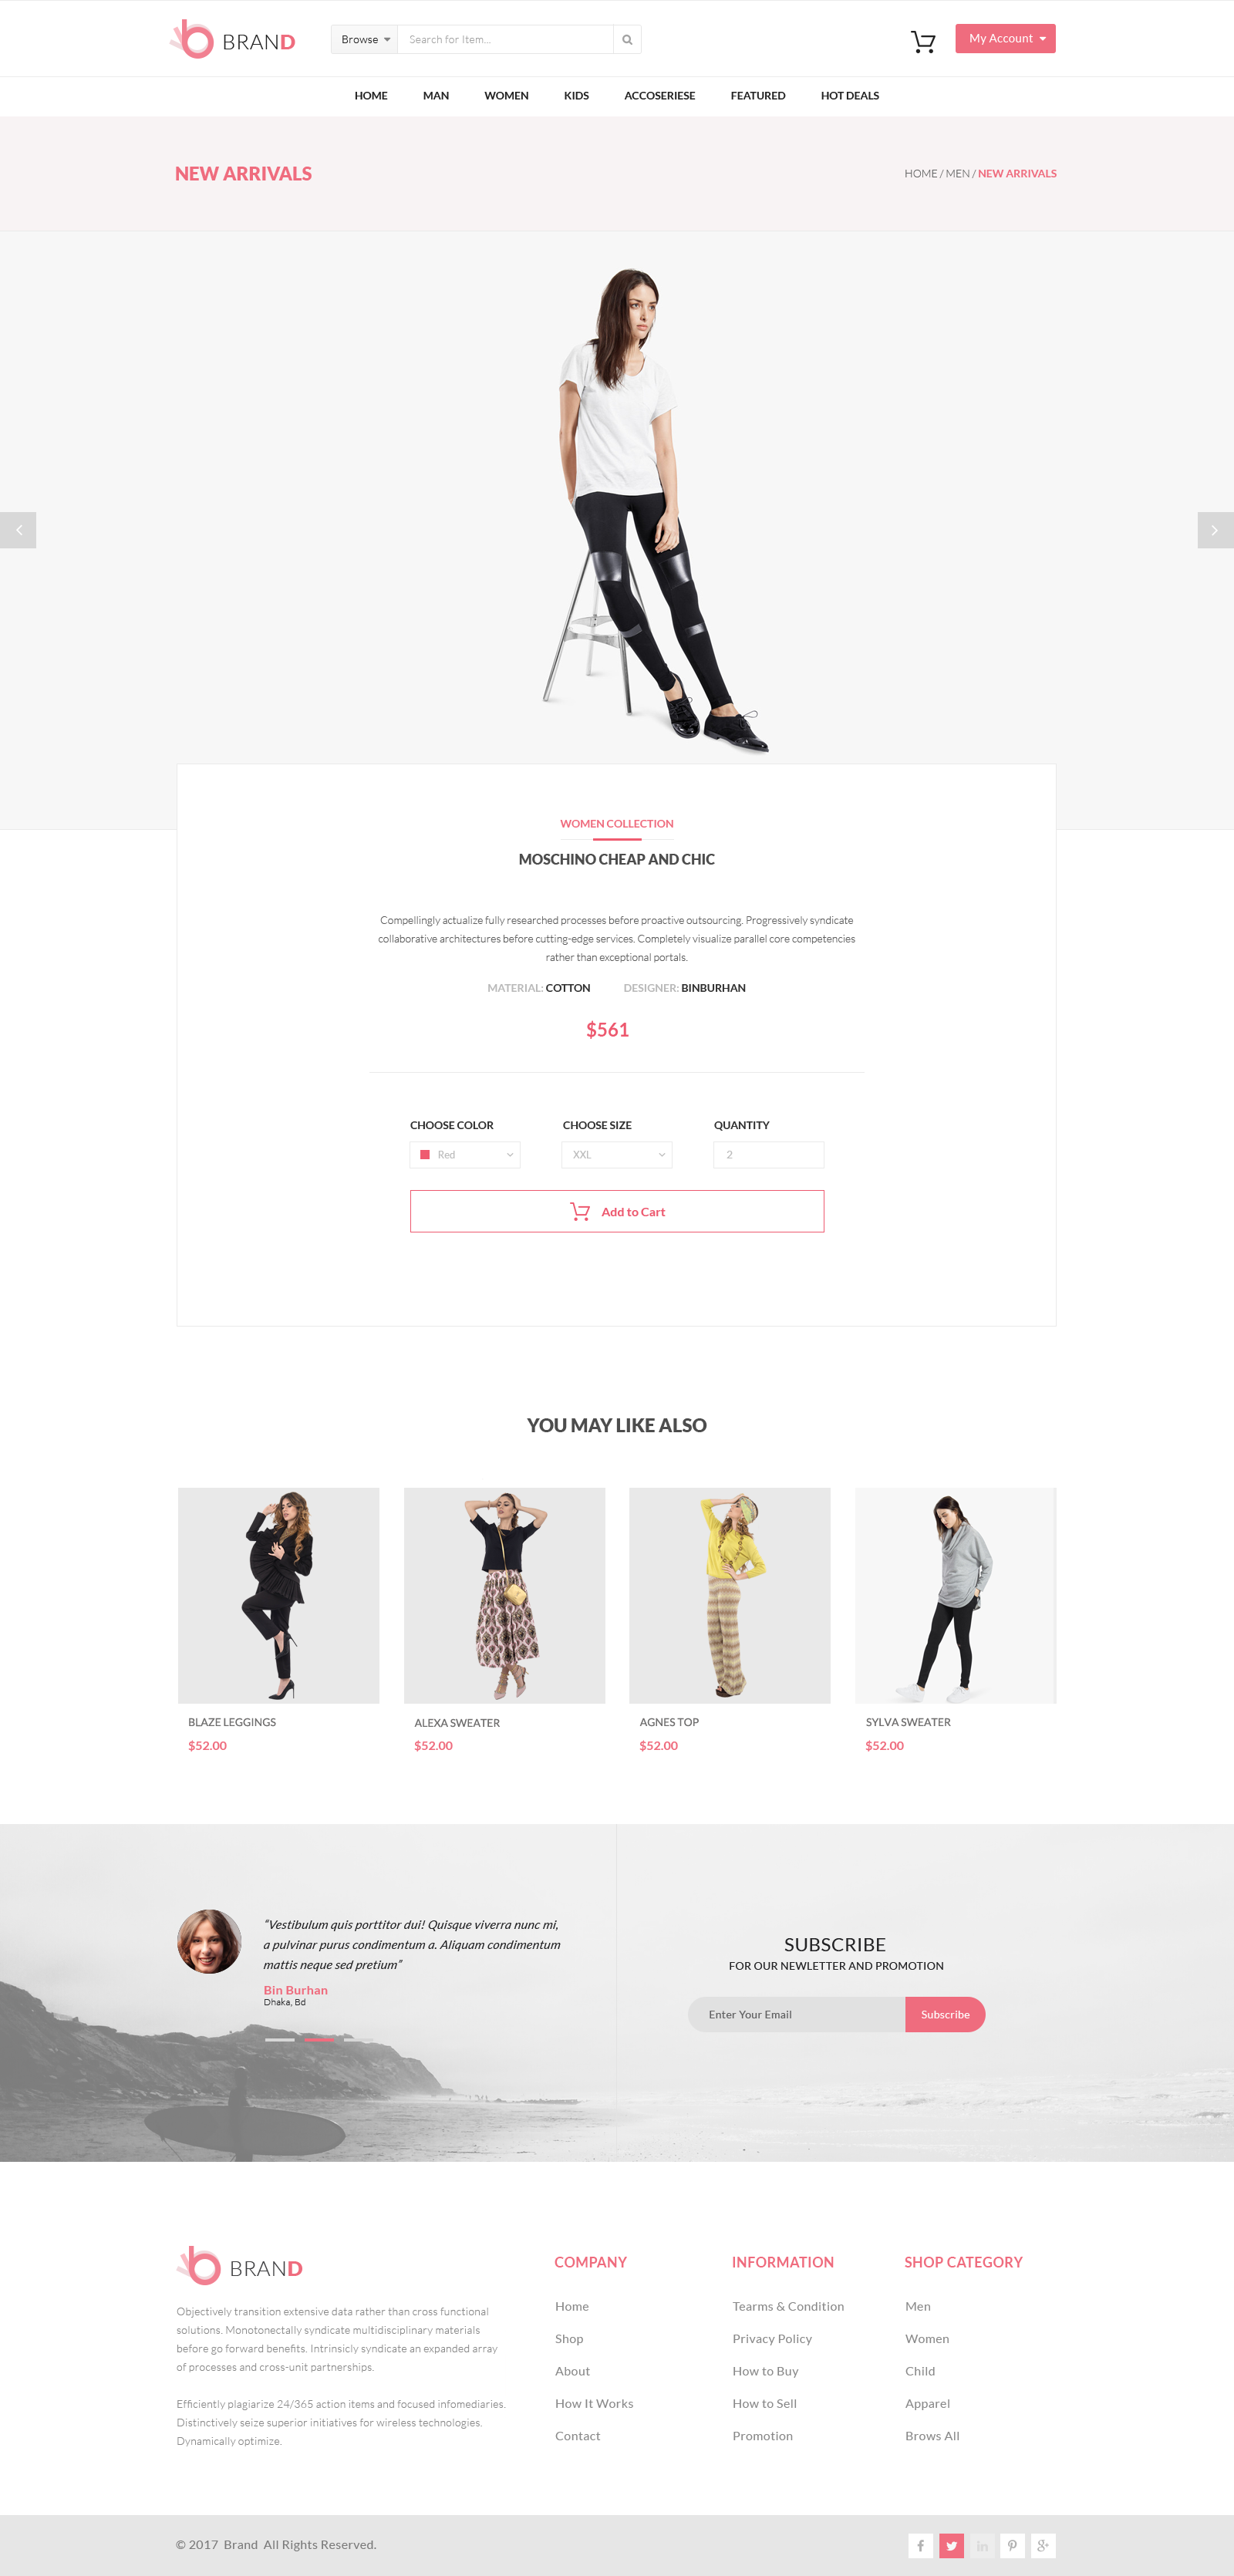 BRAND
Browse
Search for Item...
My Account
HOME
MAN
WOMEN
KIDS
ACCOSERIESE
FEATURED
HOT DEALS
NEW ARRIVALS
HOME / MEN / NEW ARRIVALS
WOMEN COLLECTION
MOSCHINO CHEAP AND CHIC
Compellingly actualize fully researched processes before proactive outsourcing. Progressively syndicate
collaborative architectures before cutting-edge services. Completely visualize parallel core competencies
rather than exceptional portals.
MATERIAL: COTTON
DESIGNER: BINBURHAN
$561
CHOOSE COLOR
CHOOSE SIZE
QUANTITY
Red
XXL
2
Add to Cart
YOU MAY LIKE ALSO
BLAZE LEGGINGS
$52.00
ALEXA SWEATER
$52.00
AGNES TOP
$52.00
SYLVA SWEATER
$52.00
“Vestibulum quis porttitor dui! Quisque viverra nunc mi,
a pulvinar purus condimentum a. Aliquam condimentum
mattis neque sed pretium”
Bin Burhan
Dhaka, Bd
SUBSCRIBE
FOR OUR NEWLETTER AND PROMOTION
Enter Your Email
Subscribe
BRAND
Objectively transition extensive data rather than cross functional
solutions. Monotonectally syndicate multidisciplinary materials
before go forward benefits. Intrinsicly syndicate an expanded array
of processes and cross-unit partnerships.
Efficiently plagiarize 24/365 action items and focused infomediaries.
Distinctively seize superior initiatives for wireless technologies.
Dynamically optimize.
COMPANY
Home
Shop
About
How It Works
Contact
INFORMATION
Tearms & Condition
Privacy Policy
How to Buy
How to Sell
Promotion
SHOP CATEGORY
Men
Women
Child
Apparel
Brows All
© 2017 Brand All Rights Reserved.